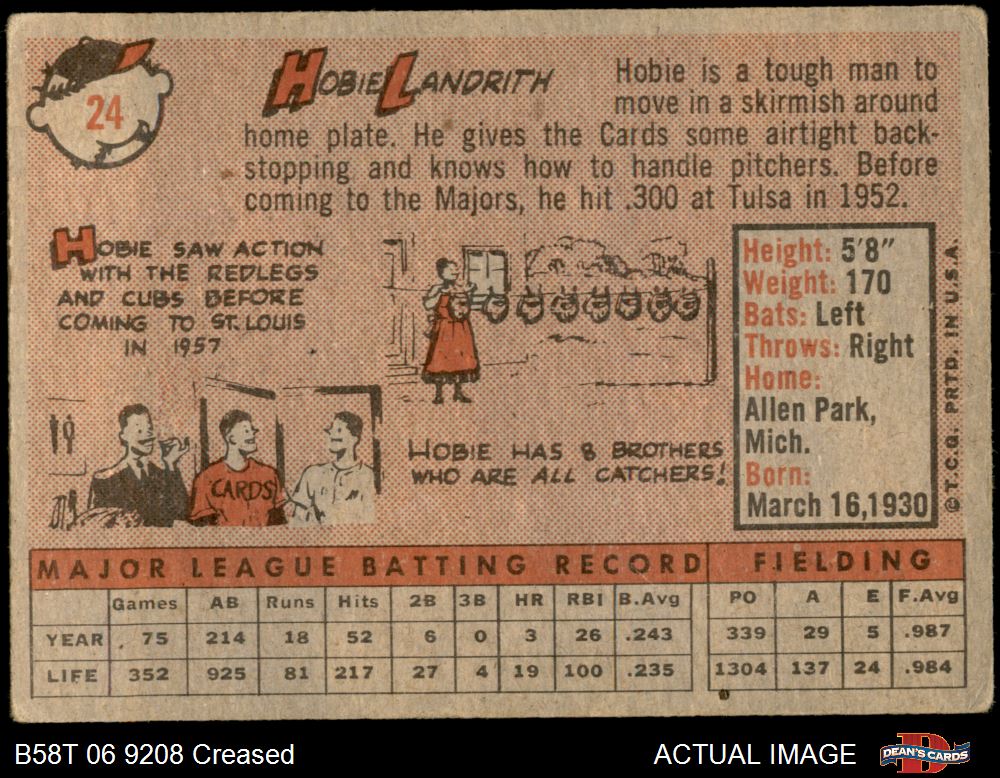 24
HOBIE LANDRITH
Hobie is a tough man to
move in a skirmish around
home plate. He gives the Cards some airtight back-
stopping and knows how to handle pitchers. Before
coming to the Majors, he hit .300 at Tulsa in 1952.
HOBIE SAW ACTION
WITH THE REDLEGS
AND CUBS BEFORE
COMING TO ST. LOUIS
IN 1957
CARDS
HOBIE HAS 8 BROTHERS
WHO ARE ALL CATCHERS!
Height: 5'8"
Weight: 170
Bats: Left
Throws: Right
Home:
Allen Park,
Mich.
Born:
March 16,1930
© T.C.G. PRTD. IN U.S.A.
MAJOR LEAGUE BATTING RECORD FIELDING
Games AB Runs Hits 2B 3B HR RBI B.Avg PO A E F.Avg
YEAR 75 214 18 52 6 0 3 26 .243 339 29 5 .987
LIFE 352 925 81 217 27 4 19 100 .235 1304 137 24 .984
B58T 06 9208 Creased ACTUAL IMAGE DEAN'S CARDS